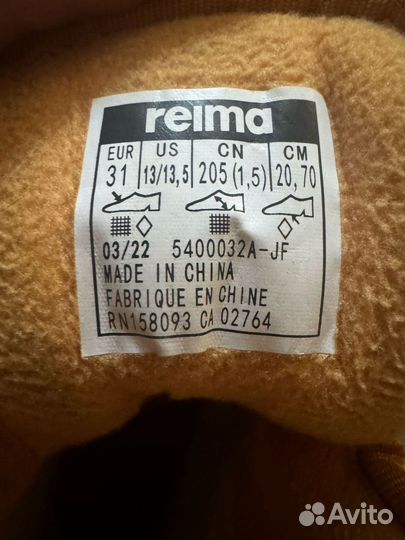 reima
EUR US CN CM
31 13/13,5 205 (1,5) 20,70
03/22 5400032A-JF
MADE IN CHINA
FABRIQUE EN CHINE
RN158093 CA 02764
Avito